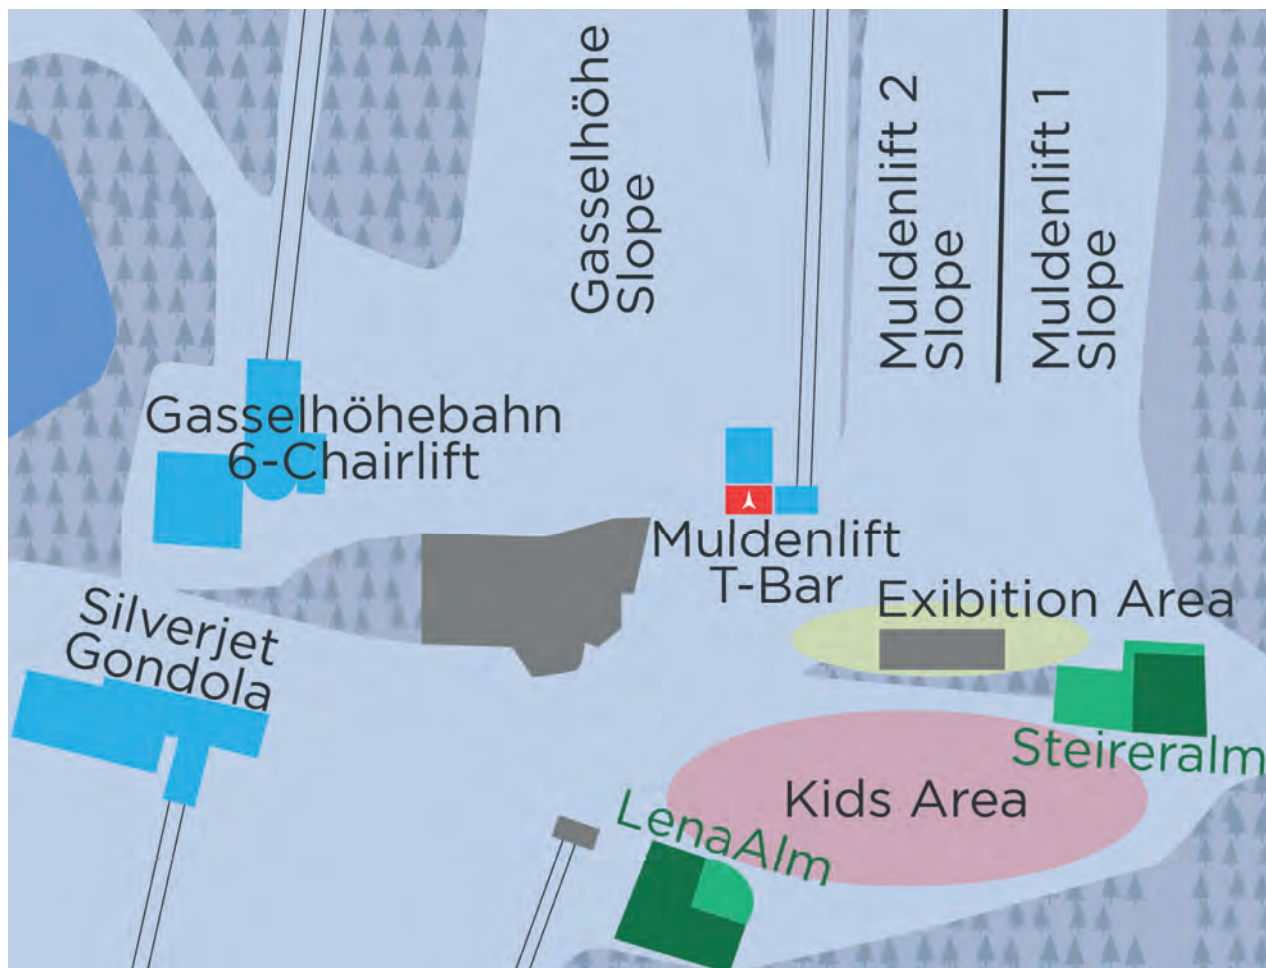 Gasselhöhe
Slope
Muldenlift 2
Slope
Muldenlift 1
Slope
Gasselhöhebahn
6-Chairlift
Muldenlift
T-Bar
Exibition Area
Silverjet
Gondola
Steireralm
Kids Area
LenaAlm